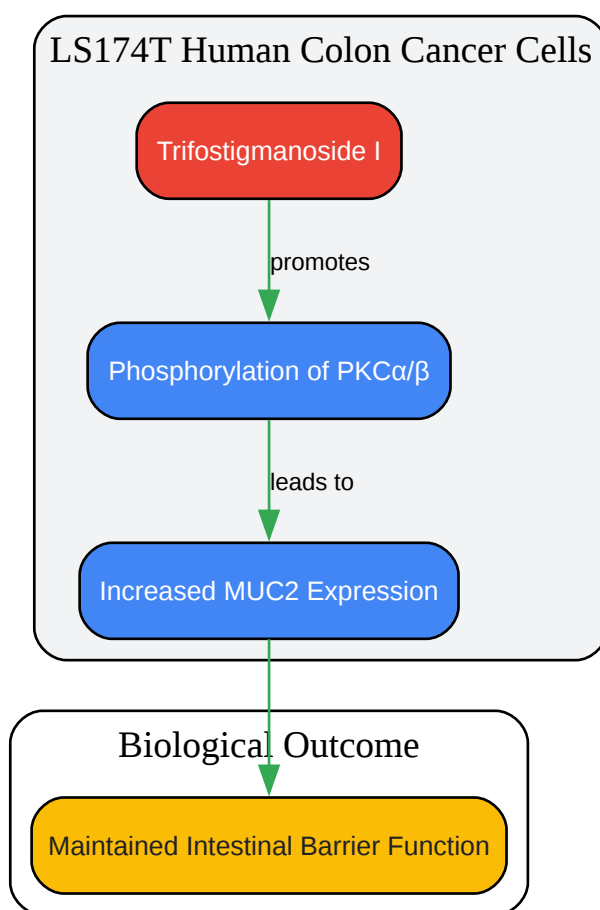 LS174T Human Colon Cancer Cells
Trifostigmanoside I
promotes
Phosphorylation of PKCα/β
leads to
Increased MUC2 Expression
Biological Outcome
Maintained Intestinal Barrier Function